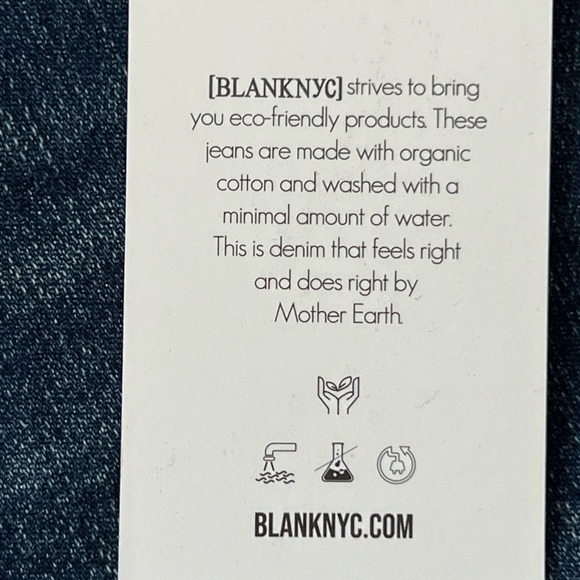 [BLANKNYC] strives to bring
you eco-friendly products. These
jeans are made with organic
cotton and washed with a
minimal amount of water.
This is denim that feels right
and does right by
Mother Earth.
BLANKNYC.COM